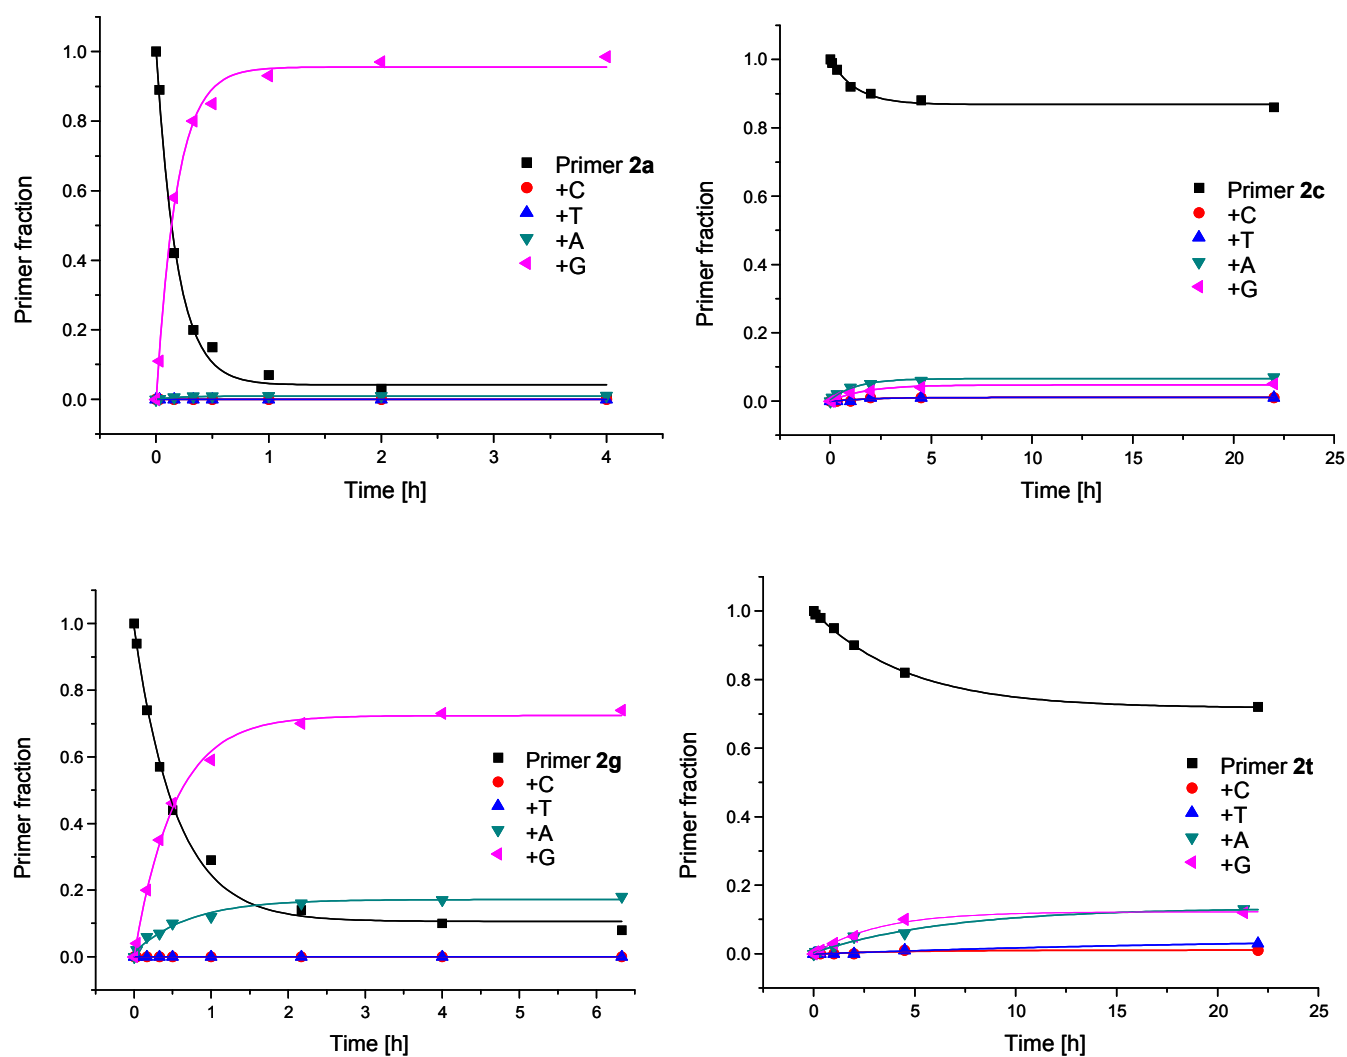 1.0
0.8
0.6
0.4
0.2
0.0
Primer fraction
Primer 2a
+C
+T
+A
+G
0
1
2
3
4
Time [h]
1.0
0.8
0.6
0.4
0.2
0.0
Primer fraction
Primer 2c
+C
+T
+A
+G
0
5
10
15
20
25
Time [h]
1.0
0.8
0.6
0.4
0.2
0.0
Primer fraction
Primer 2g
+C
+T
+A
+G
0
1
2
3
4
5
6
Time [h]
1.0
0.8
0.6
0.4
0.2
0.0
Primer fraction
Primer 2t
+C
+T
+A
+G
0
5
10
15
20
25
Time [h]